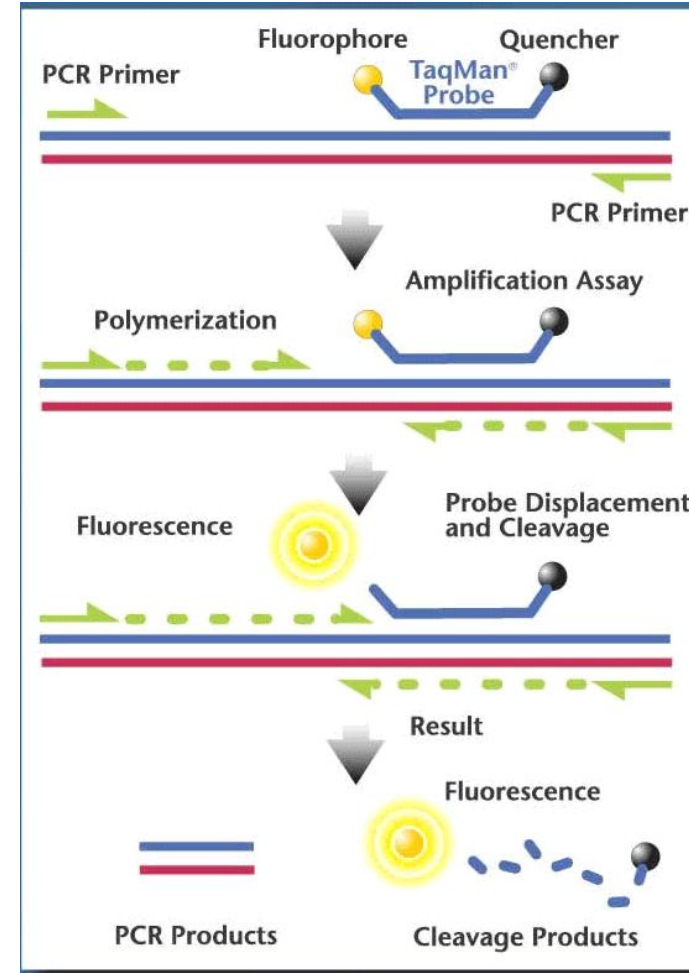 Fluorophore
Quencher
PCR Primer
TaqMan®
Probe
PCR Primer
Amplification Assay
Polymerization
Probe Displacement
and Cleavage
Fluorescence
Result
Fluorescence
PCR Products
Cleavage Products